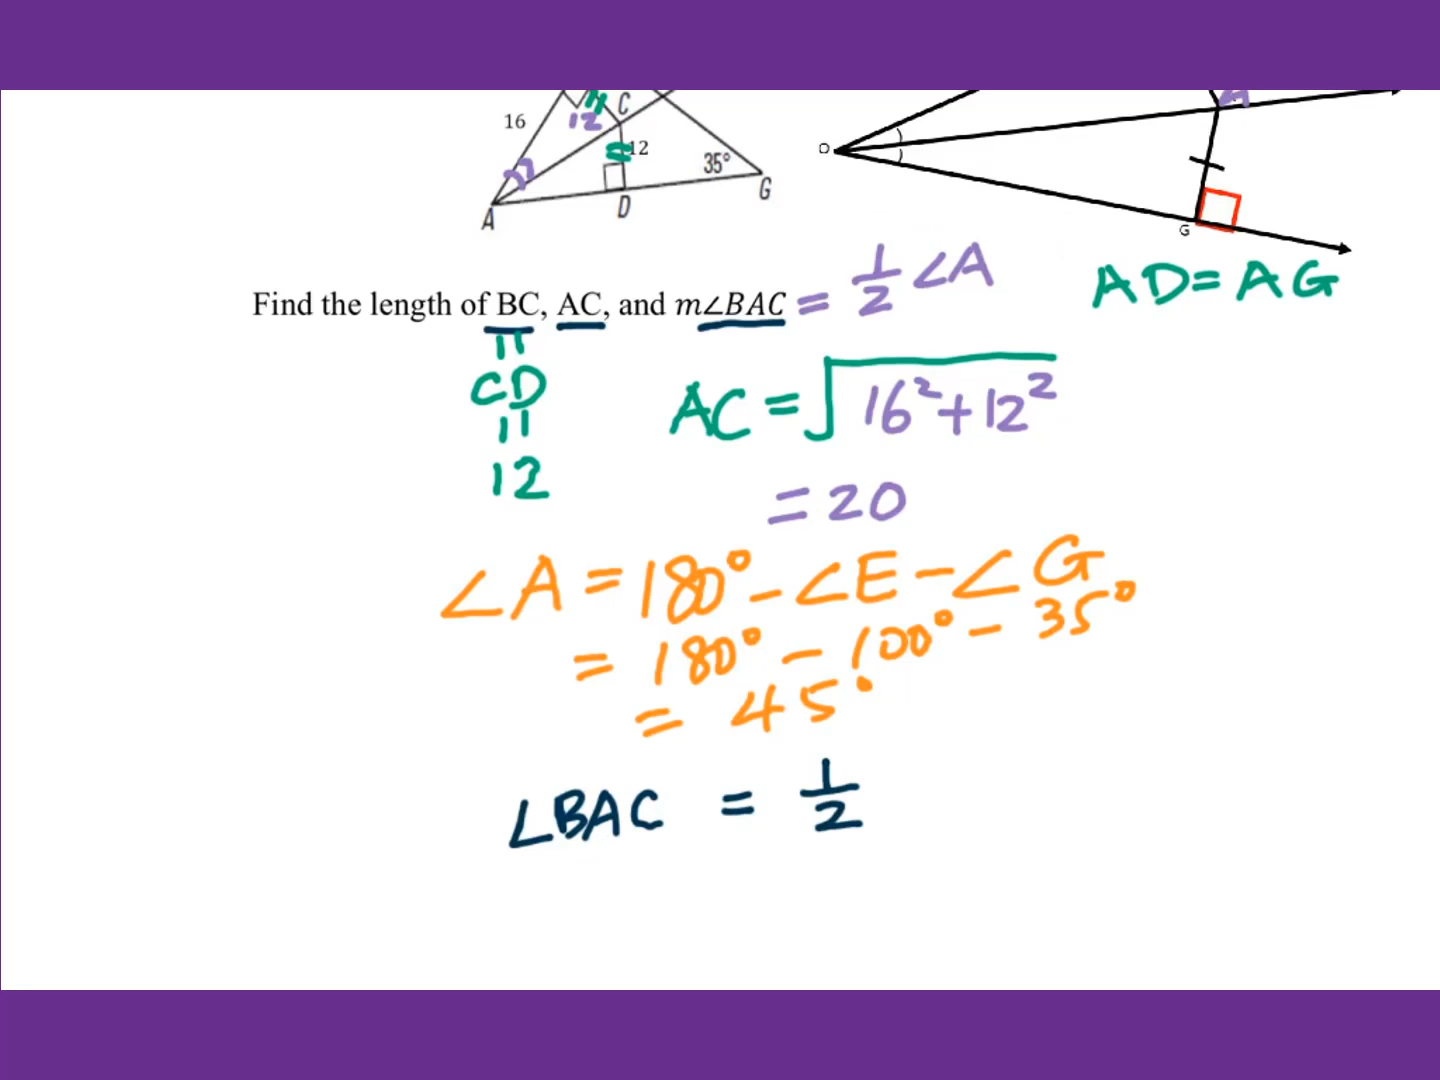 16
12
C
12
35°
A
D
G
O
A
G
Find the length of BC, AC, and m∠BAC = 1/2 ∠A
AD = AG
=
CD
=
12
AC = √16² + 12²
= 20
∠A = 180° - ∠E - ∠G
= 180° - 100° - 35°
= 45°
∠BAC = 1/2